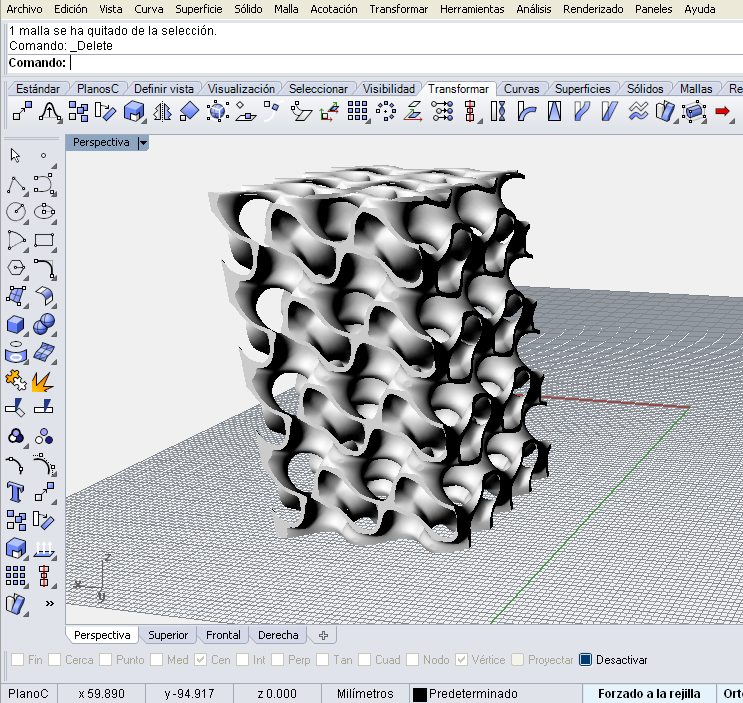 Archivo Edición Vista Curva Superficie Sólido Malla Acotación Transformar Herramientas Análisis Renderizado Paneles Ayuda
1 malla se ha quitado de la selección.
Comando: _Delete
Comando:
Estándar PlanosC Definir vista Visualización Seleccionar Visibilidad Transformar Curvas Superficies Sólidos Mallas Re
Perspectiva
z
x
y
Perspectiva Superior Frontal Derecha
Fin Cerca Punto Med Cen Int Perp Tan Cuad Nodo Vértice Proyectar Desactivar
PlanoC x 59.890 y -94.917 z 0.000 Milímetros Predeterminado Forzado a la rejilla Orto